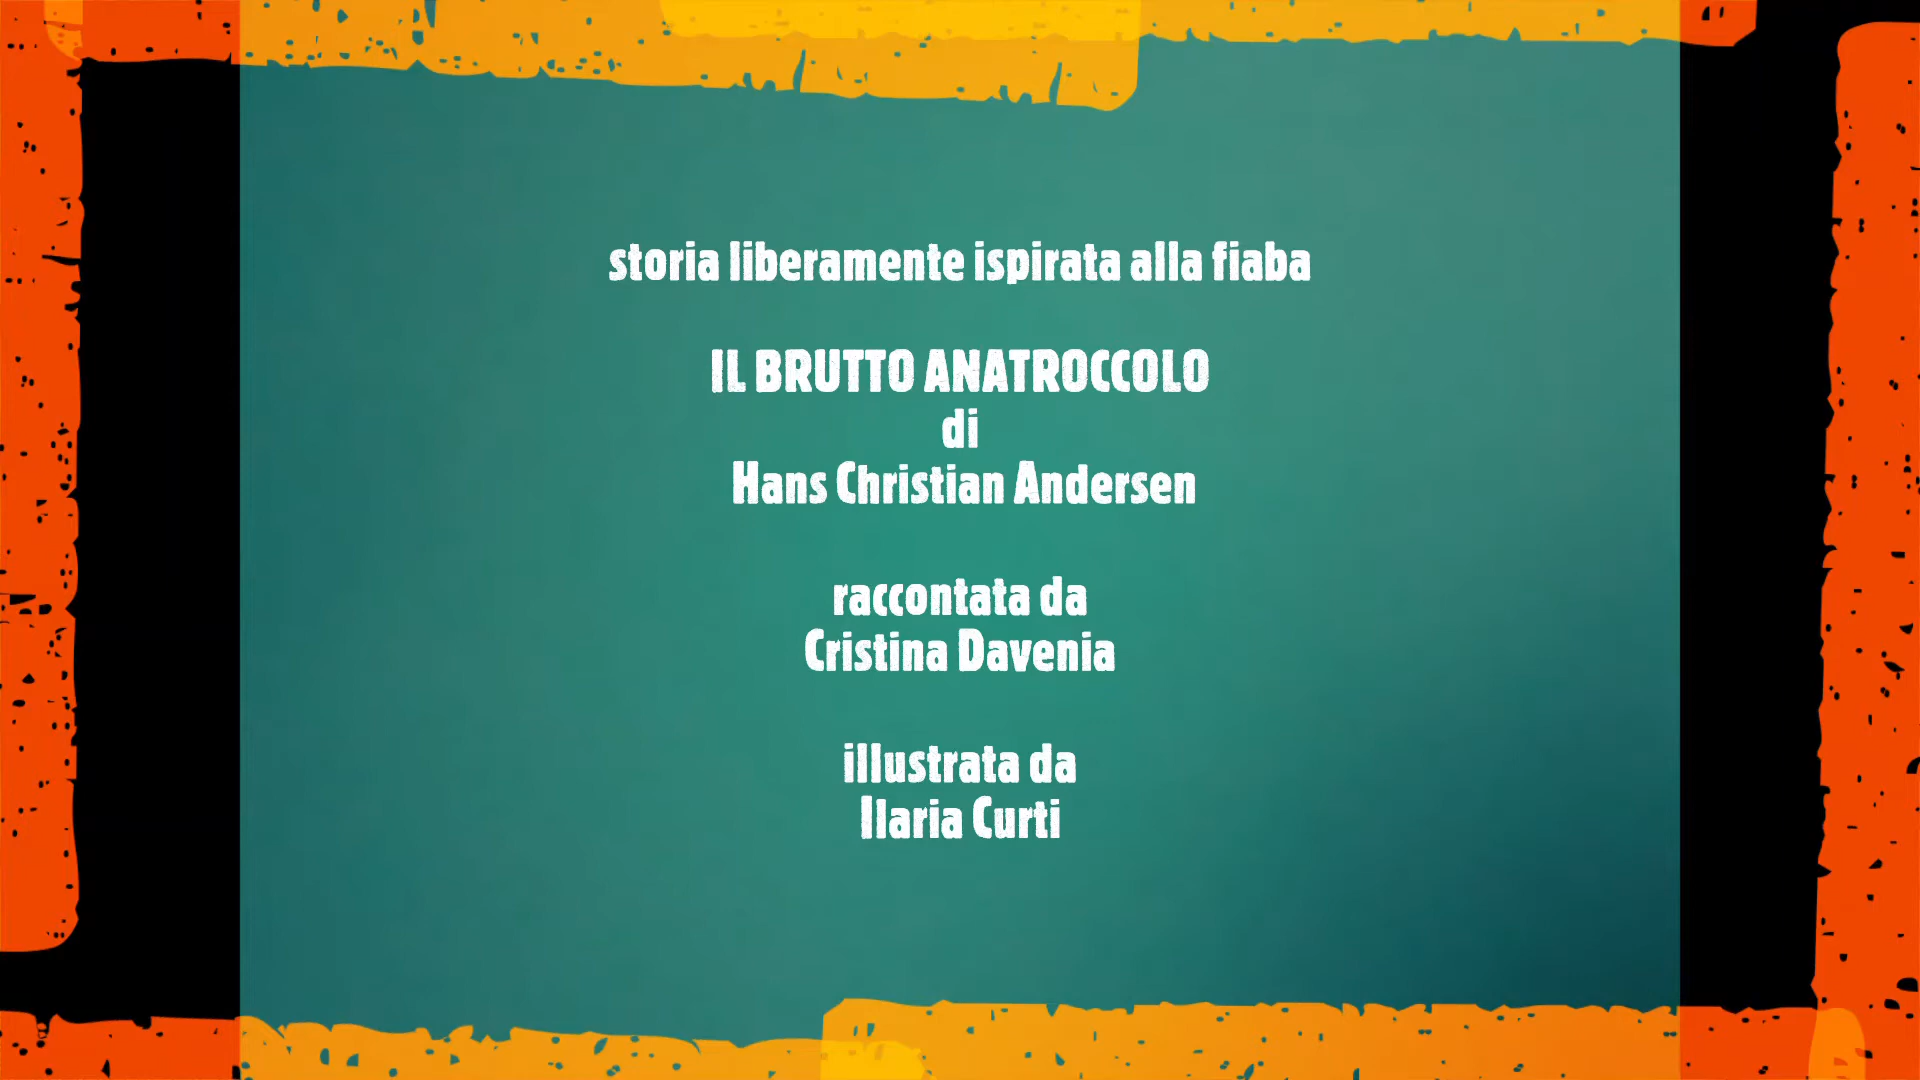 storia liberamente ispirata alla fiaba
IL BRUTTO ANATROCCOLO
di
Hans Christian Andersen
raccontata da
Cristina Davenia
illustrata da
Ilaria Curti